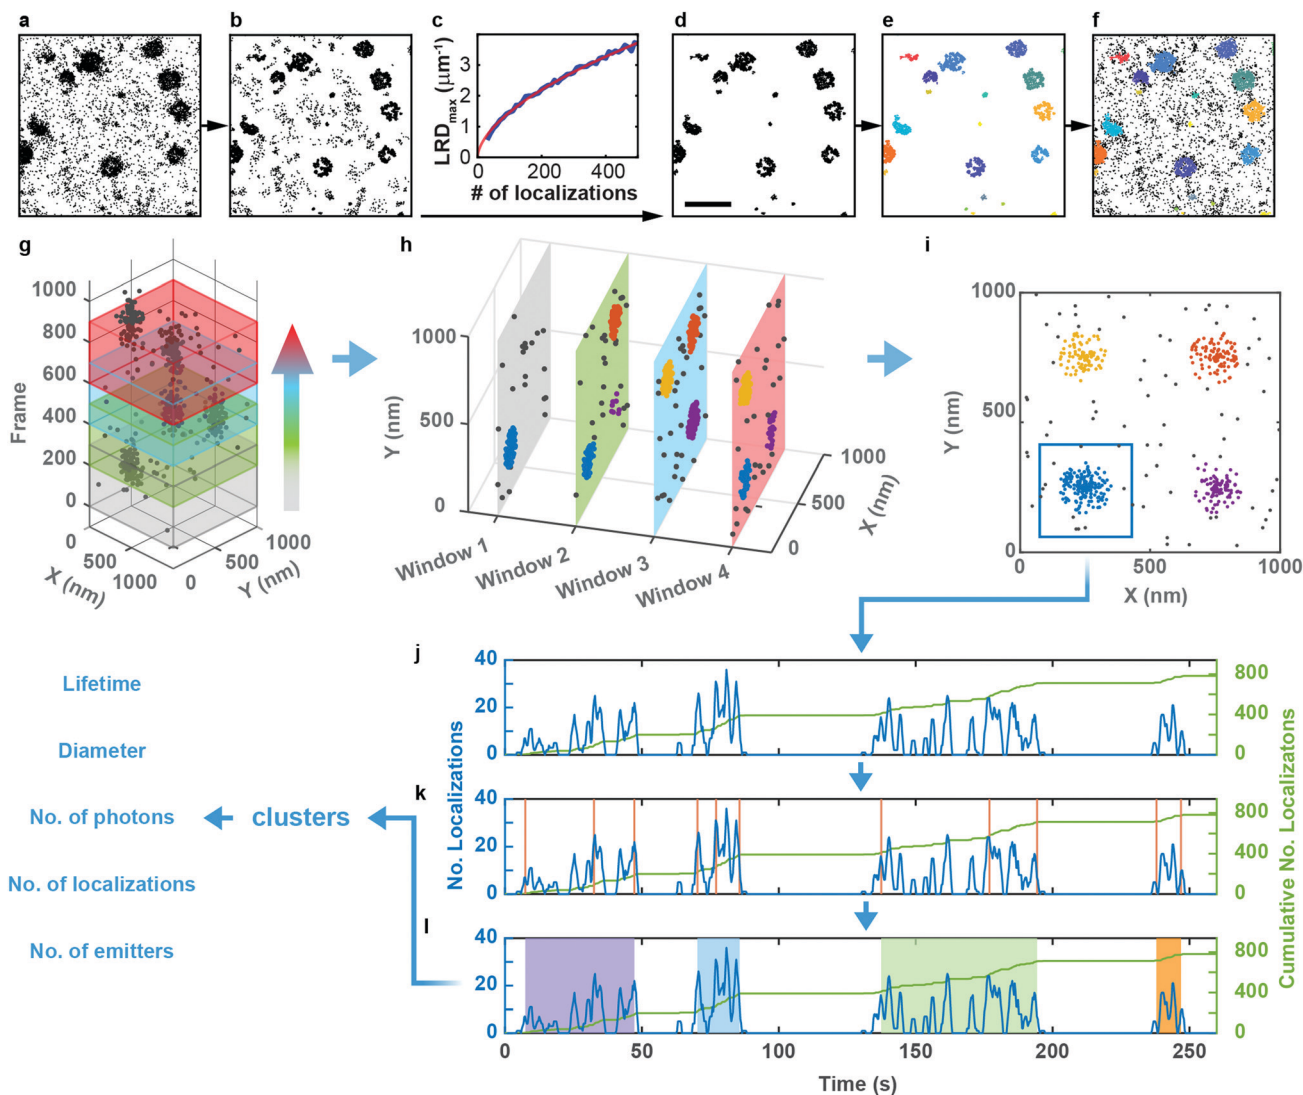 a
b
c
d
e
f
LRDmax (μm-1)
3
2
1
0
0
200
400
# of localizations
g
h
i
Frame
1000
800
600
400
200
0
0
500
1000
X (nm)
0
500
1000
Y (nm)
Y (nm)
1000
500
0
Window 1
Window 2
Window 3
Window 4
0
500
1000
X (nm)
Y (nm)
1000
500
0
0
500
1000
X (nm)
Lifetime
Diameter
No. of photons
No. of localizations
No. of emitters
clusters
j
40
20
0
800
400
0
k
40
20
0
800
400
0
l
40
20
0
800
400
0
No. Localizations
Cumulative No. Localizatons
0
50
100
150
200
250
Time (s)